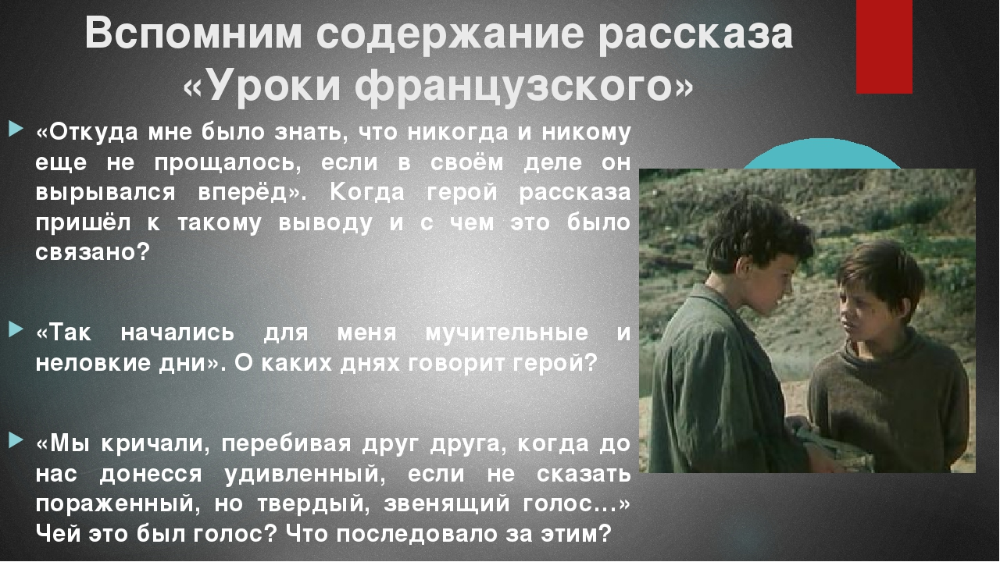 Вспомним содержание рассказа
«Уроки французского»
«Откуда мне было знать, что никогда и никому
еще не прощалось, если в своём деле он
вырывался вперёд». Когда герой рассказа
пришёл к такому выводу и с чем это было
связано?
«Так начались для меня мучительные и
неловкие дни». О каких днях говорит герой?
«Мы кричали, перебивая друг друга, когда до
нас донесся удивленный, если не сказать
пораженный, но твердый, звенящий голос…»
Чей это был голос? Что последовало за этим?